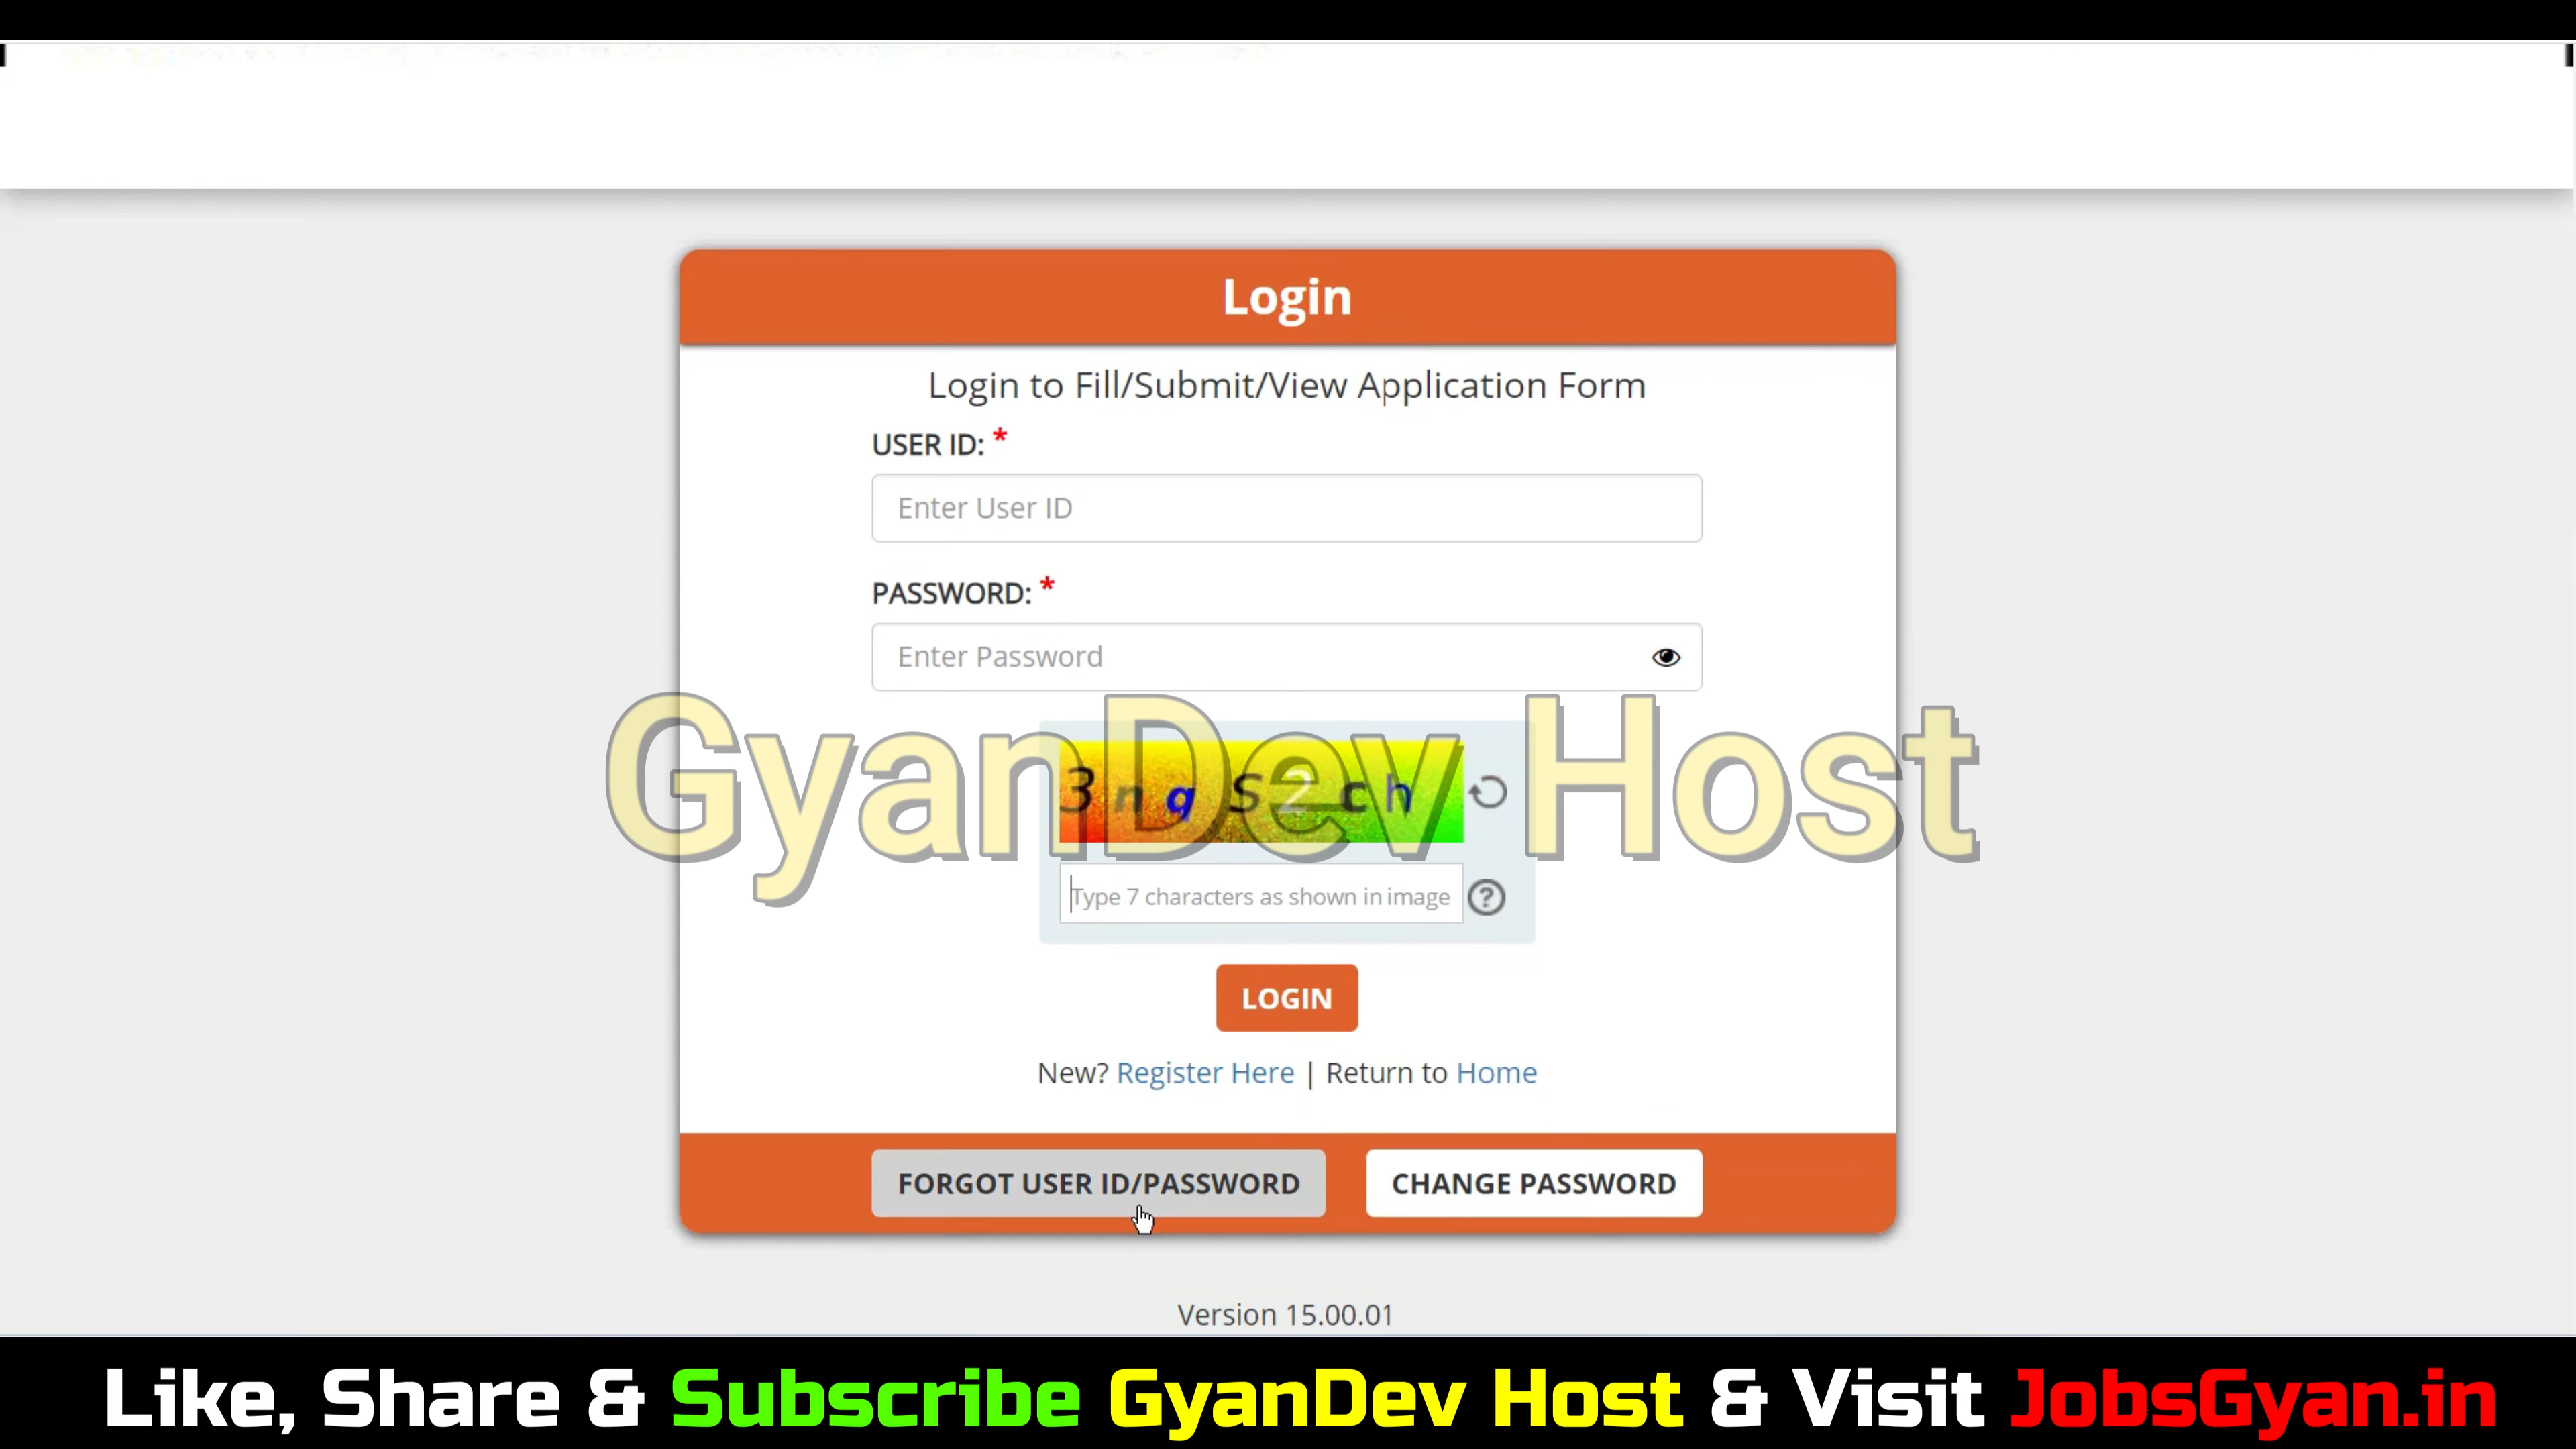 Login
Login to Fill/Submit/View Application Form
USER ID: *
Enter User ID
PASSWORD: *
Enter Password
GyanDev Host
3nqS2ch
Type 7 characters as shown in image
LOGIN
New? Register Here | Return to Home
FORGOT USER ID/PASSWORD CHANGE PASSWORD
Version 15.00.01
Like, Share & Subscribe GyanDev Host & Visit JobsGyan.in